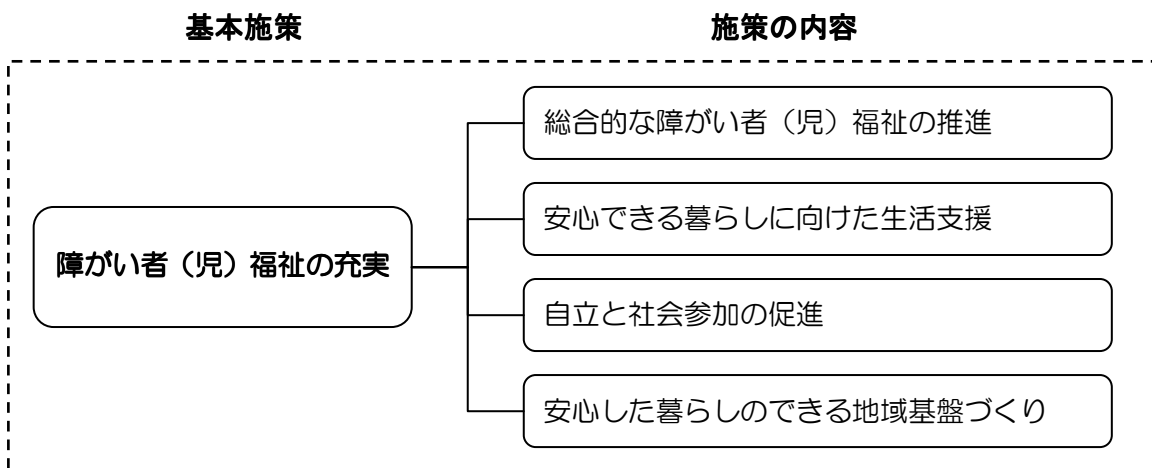 基本施策
施策の内容
障がい者（児）福祉の充実
総合的な障がい者（児）福祉の推進
安心できる暮らしに向けた生活支援
自立と社会参加の促進
安心した暮らしのできる地域基盤づくり